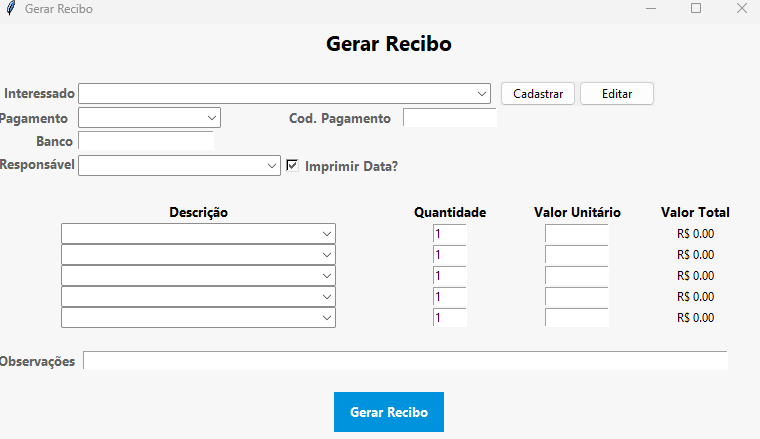 Gerar Recibo
Gerar Recibo
Interessado Cadastrar Editar
Pagamento Cod. Pagamento
Banco
Responsável Imprimir Data?
Descrição Quantidade Valor Unitário Valor Total
1 R$ 0.00
1 R$ 0.00
1 R$ 0.00
1 R$ 0.00
1 R$ 0.00
Observações
Gerar Recibo